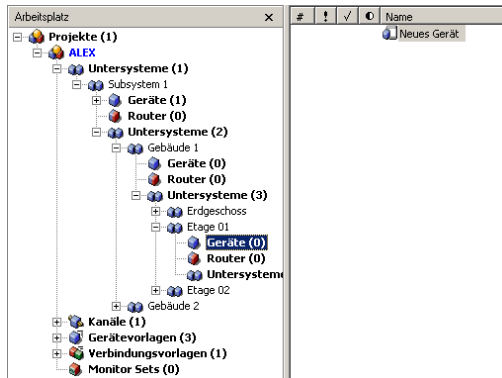 Arbeitsplatz
Projekte (1)
ALEX
Untersysteme (1)
Subsystem 1
Geräte (1)
Router (0)
Untersysteme (2)
Gebäude 1
Geräte (0)
Router (0)
Untersysteme (3)
Erdgeschoss
Etage 01
Geräte (0)
Router (0)
Untersysteme
Etage 02
Gebäude 2
Kanäle (1)
Gerätevorlagen (3)
Verbindungsvorlagen (1)
Monitor Sets (0)
# ! √ Name
Neues Gerät